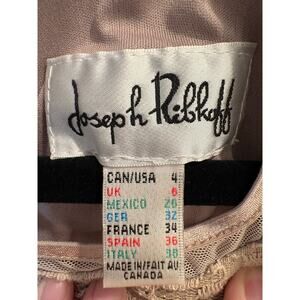 Joseph Ribkoff
CAN/USA 4
UK 6
MEXICO 26
GER 32
FRANCE 34
SPAIN 36
ITALY 38
MADE IN/FAIT AU
CANADA